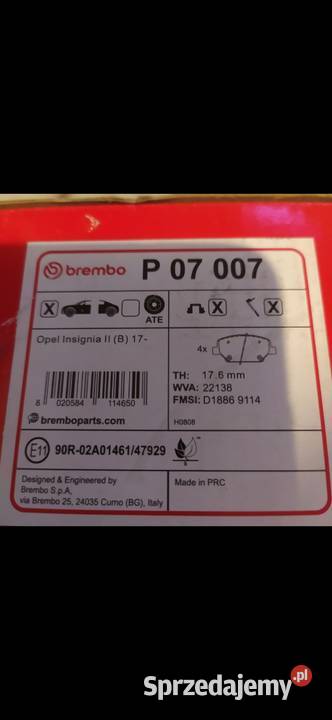 brembo P 07 007
X X X
ATE
Opel Insignia II (B) 17-
4x
TH: 17.6 mm
WVA: 22138
FMSI: D1886 9114
8 020584 114650
bremboparts.com
H0808
E11 90R-02A01461/47929
Designed & Engineered by
Brembo S.p.A.
via Brembo 25, 24035 Curno (BG), Italy
Made in PRC
Sprzedajemy.pl